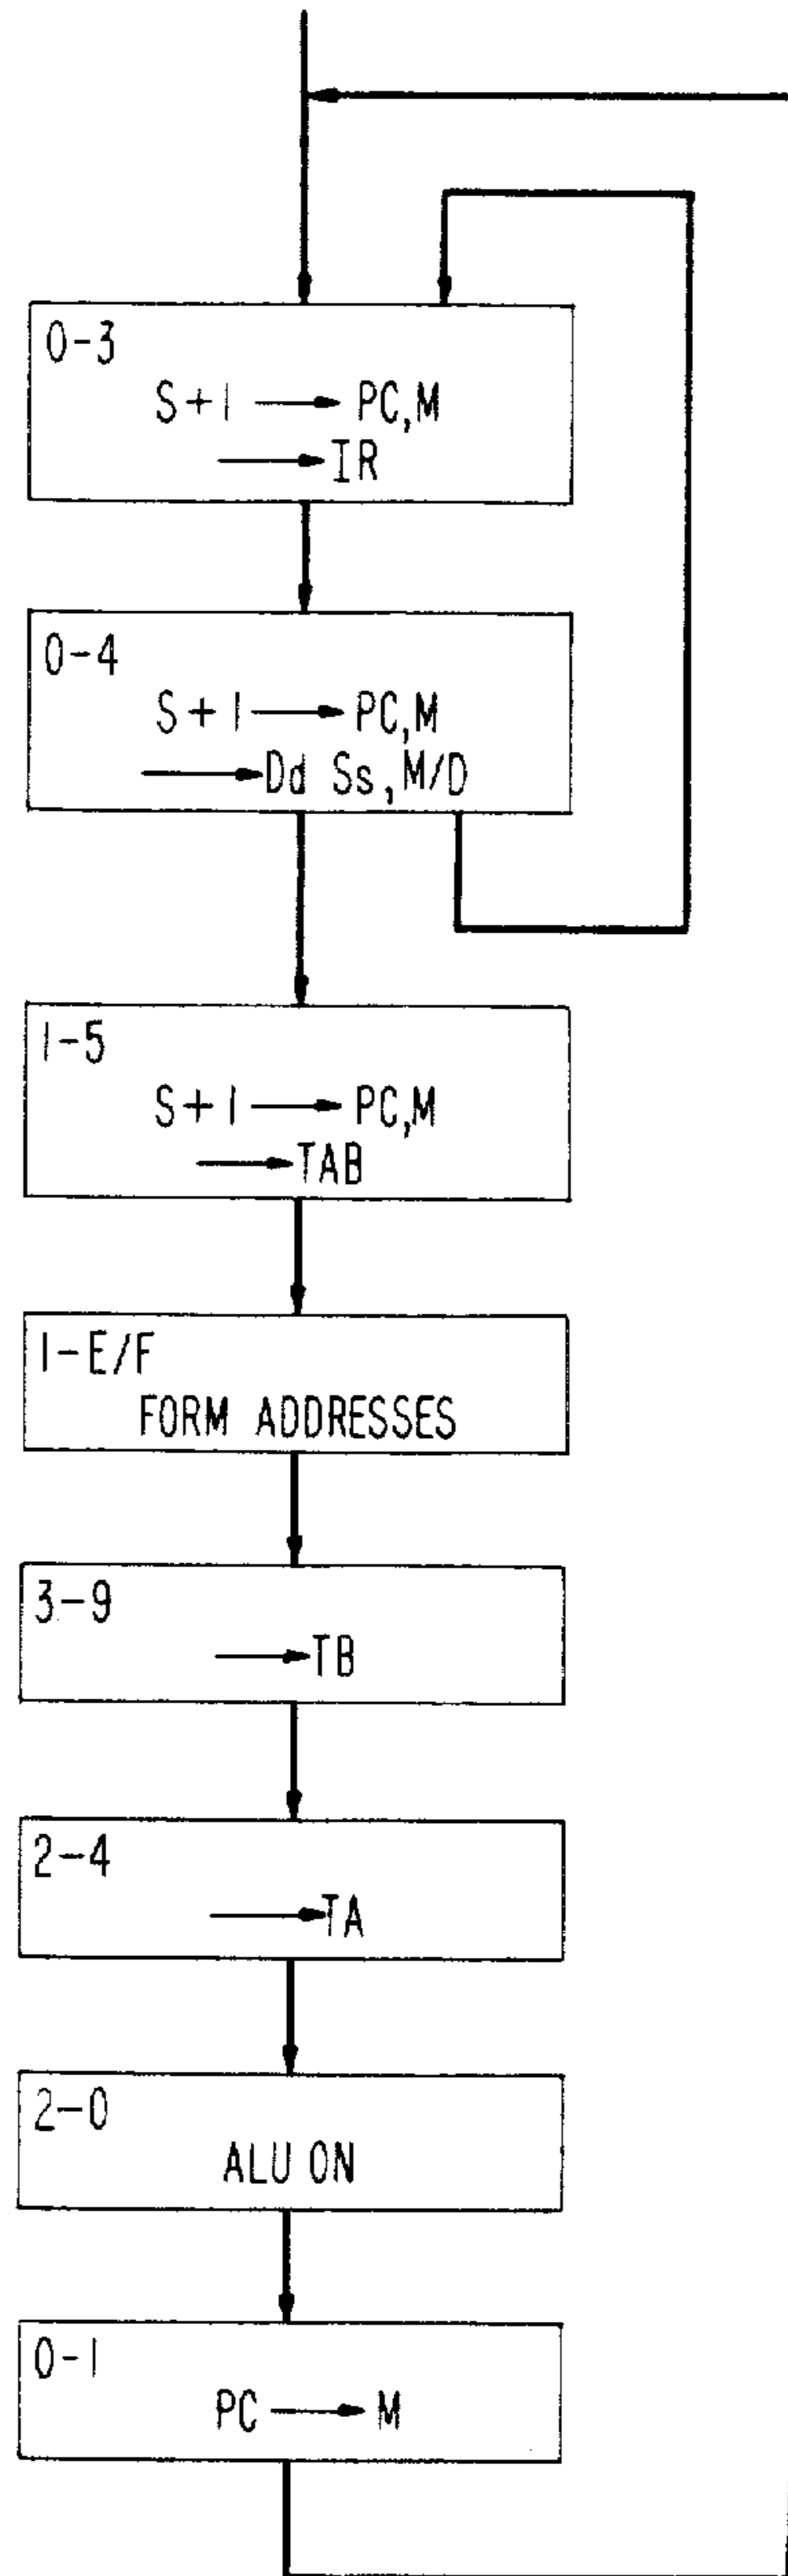 0-3
S+1 → PC,M
→ IR
0-4
S+1 → PC,M
→ Dd Ss, M/D
1-5
S+1 → PC,M
→ TAB
1-E/F
FORM ADDRESSES
3-9
→ TB
2-4
→ TA
2-0
ALU ON
0-1
PC → M